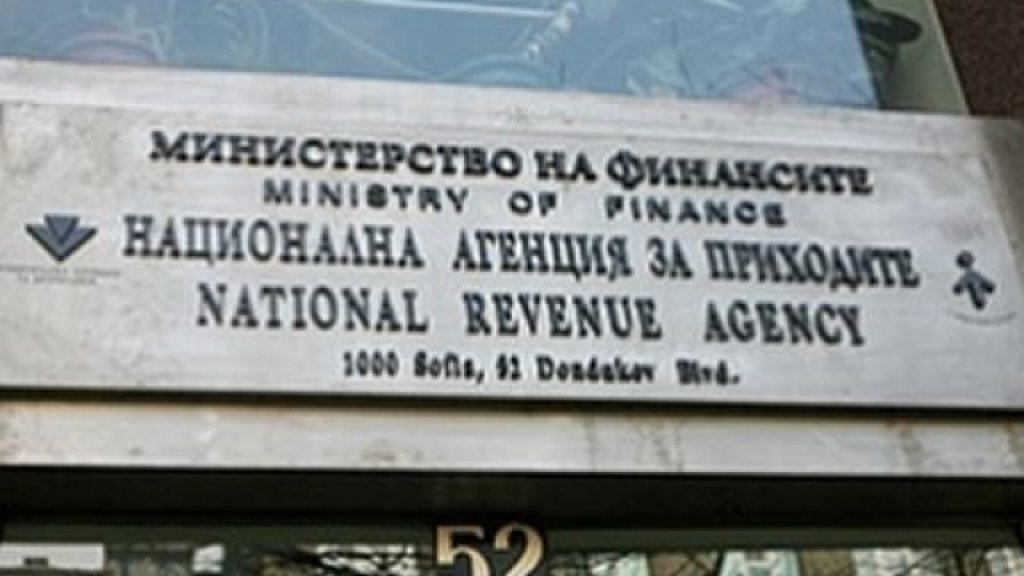 МИНИСТЕРСТВО НА ФИНАНСИТЕ
MINISTRY OF FINANCE
НАЦИОНАЛНА АГЕНЦИЯ ЗА ПРИХОДИТЕ
NATIONAL REVENUE AGENCY
1000 Sofia, 52 Dondukov Blvd.
52